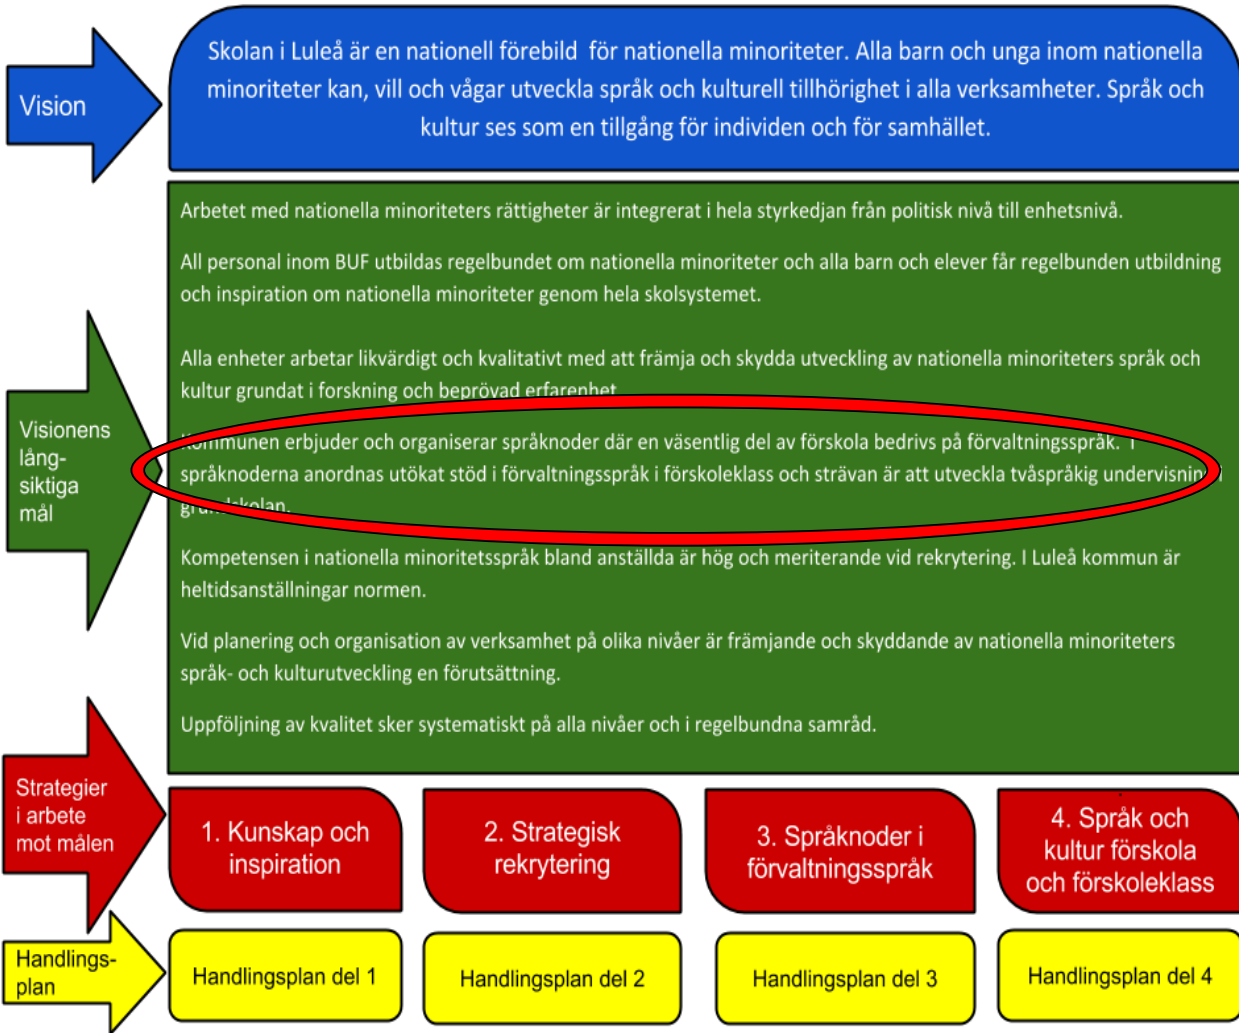 Vision
Skolan i Luleå är en nationell förebild för nationella minoriteter. Alla barn och unga inom nationella
minoriteter kan, vill och vågar utveckla språk och kulturell tillhörighet i alla verksamheter. Språk och
kultur ses som en tillgång för individen och för samhället.
Visionens
lång-
siktiga
mål
Arbetet med nationella minoriteters rättigheter är integrerat i hela styrkedjan från politisk nivå till enhetsnivå.
All personal inom BUF utbildas regelbundet om nationella minoriteter och alla barn och elever får regelbunden utbildning
och inspiration om nationella minoriteter genom hela skolsystemet.
Alla enheter arbetar likvärdigt och kvalitativt med att främja och skydda utveckling av nationella minoriteters språk och
kultur grundat i forskning och beprövad erfarenhet
Kommunen erbjuder och organiserar språknoder där en väsentlig del av förskola bedrivs på förvaltningsspråk. I
språknoderna anordnas utökat stöd i förvaltningsspråk i förskoleklass och strävan är att utveckla tvåspråkig undervisning i
grundskolan.
Kompetensen i nationella minoritetsspråk bland anställda är hög och meriterande vid rekrytering. I Luleå kommun är
heltidsanställningar normen.
Vid planering och organisation av verksamhet på olika nivåer är främjande och skyddande av nationella minoriteters
språk- och kulturutveckling en förutsättning.
Uppföljning av kvalitet sker systematiskt på alla nivåer och i regelbundna samråd.
Strategier
i arbete
mot målen
1. Kunskap och
inspiration
2. Strategisk
rekrytering
3. Språknoder i
förvaltningsspråk
4. Språk och
kultur förskola
och förskoleklass
Handlings-
plan
Handlingsplan del 1
Handlingsplan del 2
Handlingsplan del 3
Handlingsplan del 4